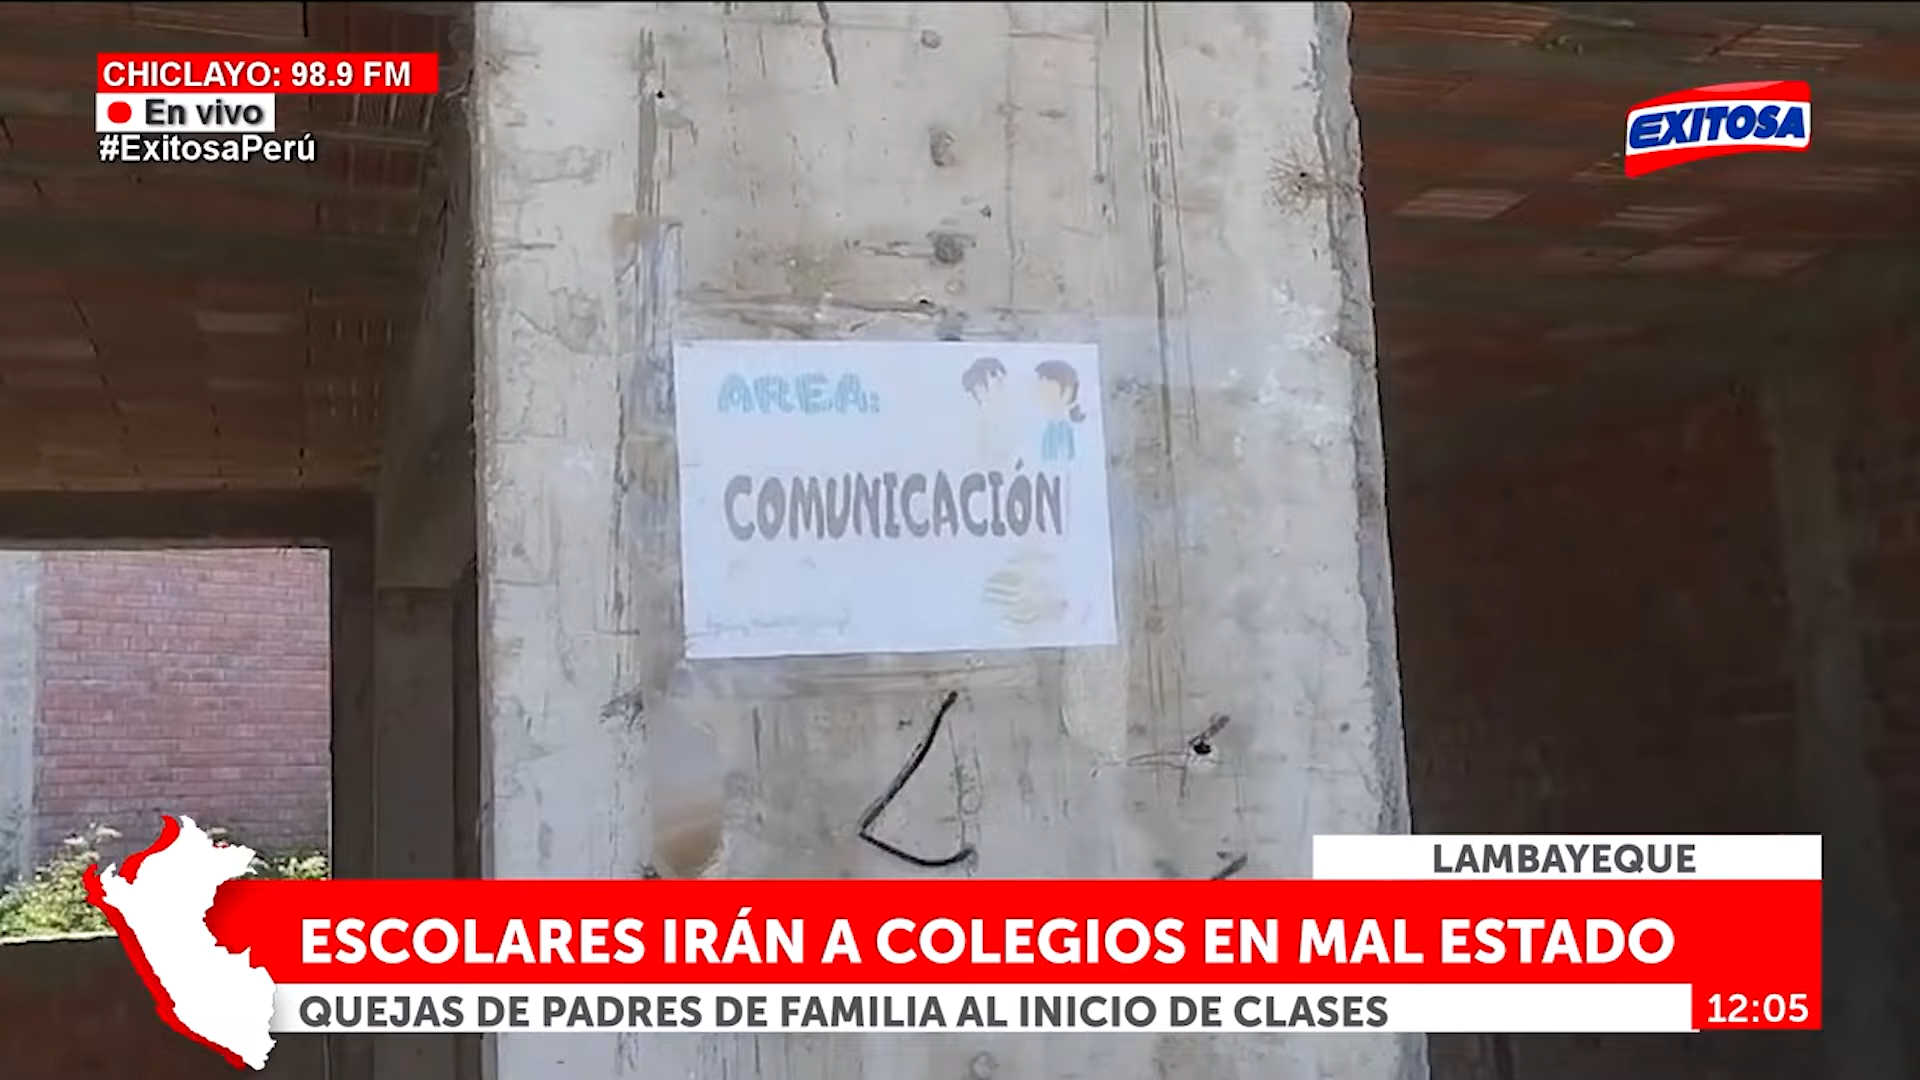 CHICLAYO: 98.9 FM
En vivo
#ExitosaPerú
EXITOSA
AREA:
COMUNICACIÓN
LAMBAYEQUE
ESCOLARES IRÁN A COLEGIOS EN MAL ESTADO
QUEJAS DE PADRES DE FAMILIA AL INICIO DE CLASES
12:05